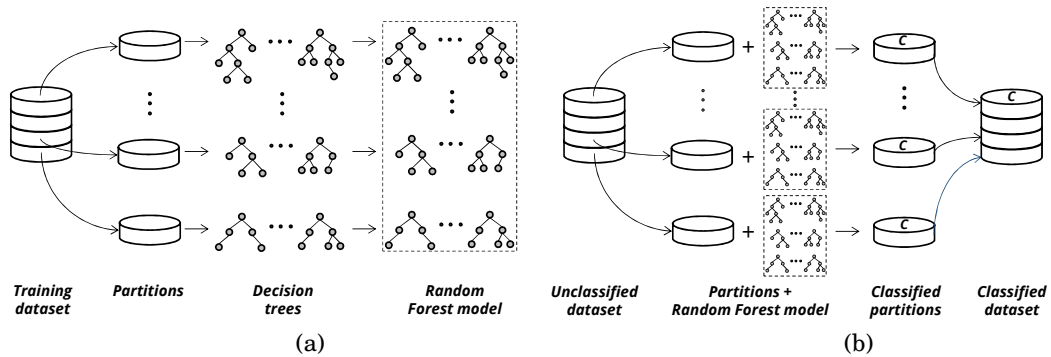 +
C
C
+
C
+
C
Training
dataset
Partitions
Decision
trees
Random
Forest model
Unclassified
dataset
Partitions +
Random Forest model
Classified
partitions
Classified
dataset
(a)
(b)